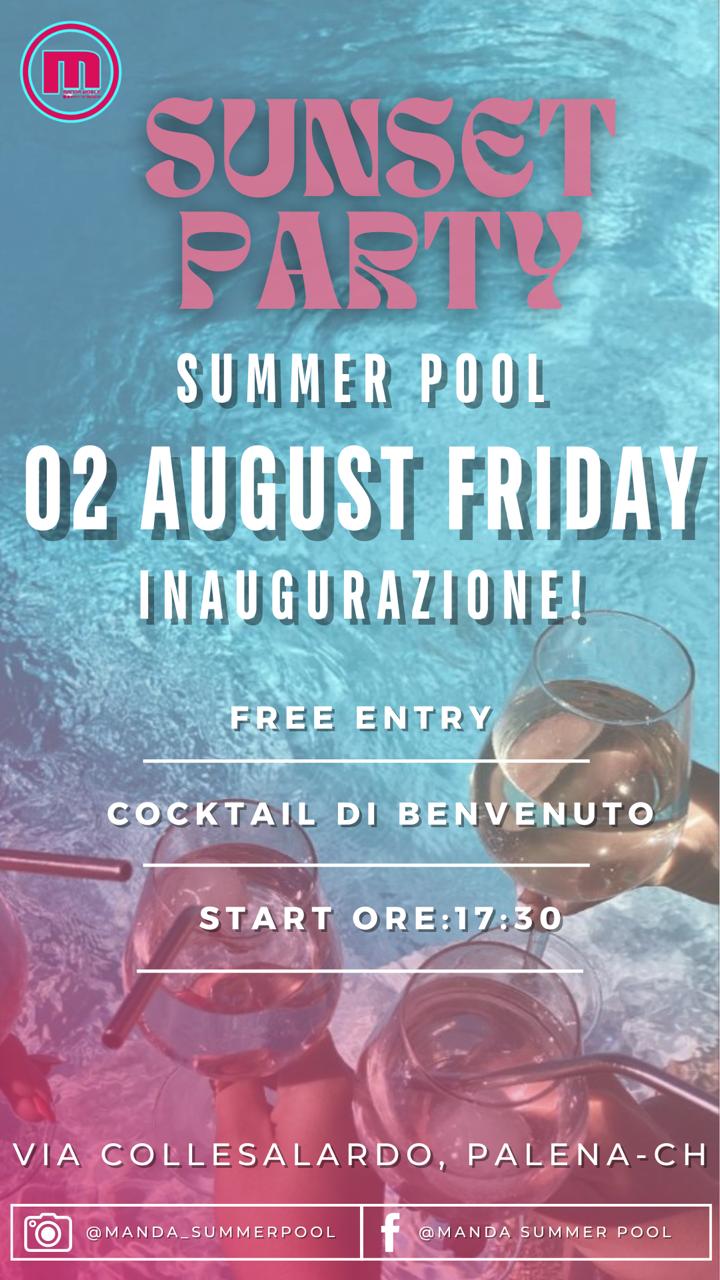 m
SUNSET
PARTY
SUMMER POOL
02 AUGUST FRIDAY
INAUGURAZIONE!
FREE ENTRY
COCKTAIL DI BENVENUTO
START ORE:17:30
VIA COLLESALARDO, PALENA-CH
@MANDA_SUMMERPOOL
@MANDA SUMMER POOL